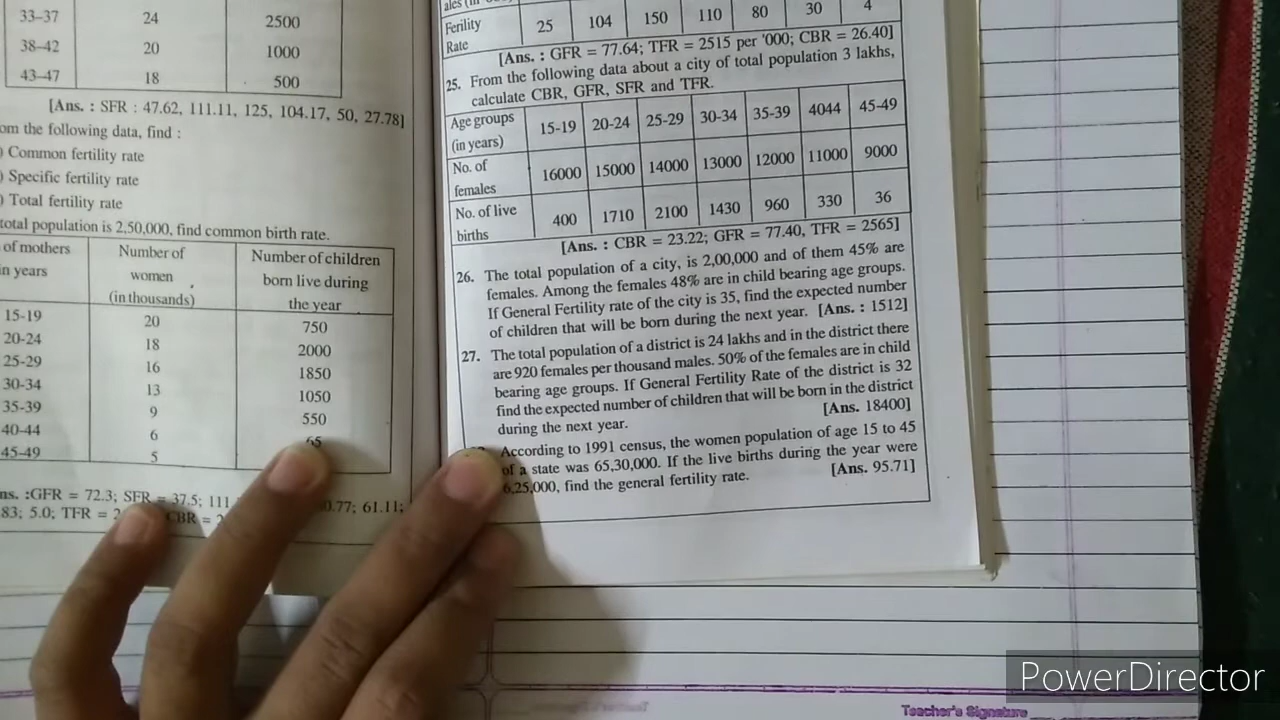 33–37 24 2500
38–42 20 1000
43–47 18 500
[Ans. : SFR : 47.62, 111.11, 125, 104.17, 50, 27.78]
om the following data, find :
) Common fertility rate
) Specific fertility rate
) Total fertility rate
total population is 2,50,000, find common birth rate.
of mothers Number of Number of children
in years women born live during
(in thousands) the year
15-19 20 750
20-24 18 2000
25-29 16 1850
30-34 13 1050
35-39 9 550
40-44 6 65
45-49 5
ns. :GFR = 72.3; SFR = 37.5; 111 0.77; 61.11;
83; 5.0; TFR = 2 CBR = 2
Ferility 25 104 150 110 80 30 4
Rate
[Ans. : GFR = 77.64; TFR = 2515 per '000; CBR = 26.40]
25. From the following data about a city of total population 3 lakhs,
calculate CBR, GFR, SFR and TFR.
Age groups 15-19 20-24 25-29 30-34 35-39 4044 45-49
(in years)
No. of 16000 15000 14000 13000 12000 11000 9000
females
No. of live 400 1710 2100 1430 960 330 36
births
[Ans. : CBR = 23.22; GFR = 77.40, TFR = 2565]
26. The total population of a city, is 2,00,000 and of them 45% are
females. Among the females 48% are in child bearing age groups.
If General Fertility rate of the city is 35, find the expected number
of children that will be born during the next year. [Ans. : 1512]
27. The total population of a district is 24 lakhs and in the district there
are 920 females per thousand males. 50% of the females are in child
bearing age groups. If General Fertility Rate of the district is 32
find the expected number of children that will be born in the district
during the next year. [Ans. 18400]
According to 1991 census, the women population of age 15 to 45
of a state was 65,30,000. If the live births during the year were
6,25,000, find the general fertility rate. [Ans. 95.71]
Teacher's Signature
PowerDirector